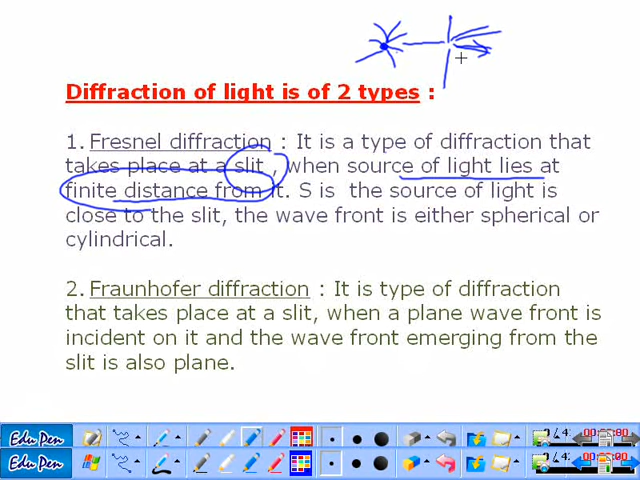 Diffraction of light is of 2 types :
1. Fresnel diffraction : It is a type of diffraction that
takes place at a slit , when source of light lies at
finite distance from it. S is the source of light is
close to the slit, the wave front is either spherical or
cylindrical.
2. Fraunhofer diffraction : It is type of diffraction
that takes place at a slit, when a plane wave front is
incident on it and the wave front emerging from the
slit is also plane.
Edu Pen
Edu Pen